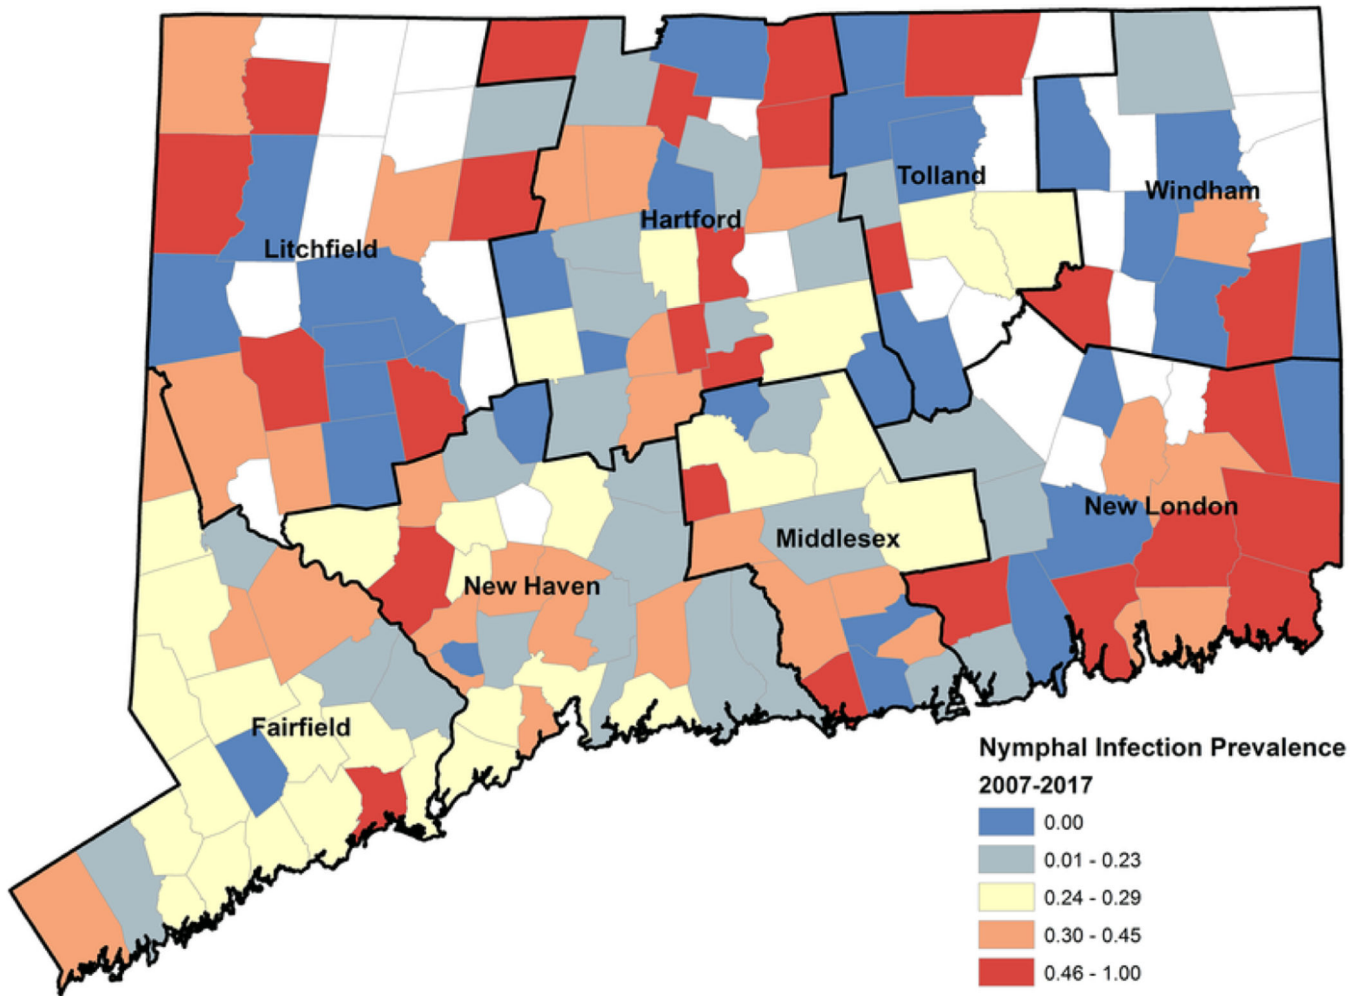 Tolland
Windham
Hartford
Litchfield
New London
Middlesex
New Haven
Fairfield
Nymphal Infection Prevalence
2007-2017
0.00
0.01 - 0.23
0.24 - 0.29
0.30 - 0.45
0.46 - 1.00